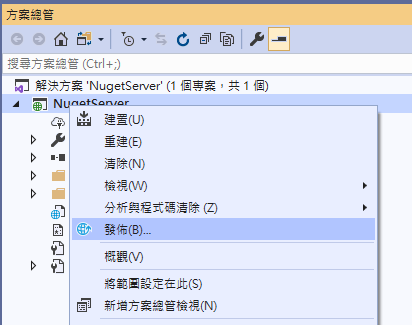 方案總管
搜尋方案總管 (Ctrl+;)
解決方案 'NugetServer' (1 個專案，共 1 個)
NugetServer
建置(U)
重建(E)
清除(N)
檢視(W)
分析與程式碼清除 (Z)
發佈(B)...
概觀(V)
將範圍設定在此(S)
新增方案總管檢視(N)